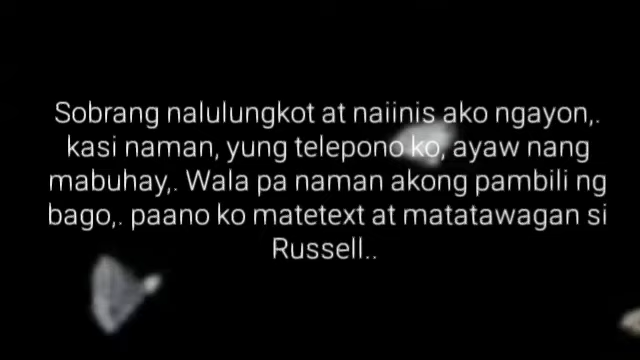 Sobrang nalulungkot at naiinis ako ngayon,.
kasi naman, yung telepono ko, ayaw nang
mabuhay,. Wala pa naman akong pambili ng
bago,. paano ko matetext at matatawagan si
Russell..